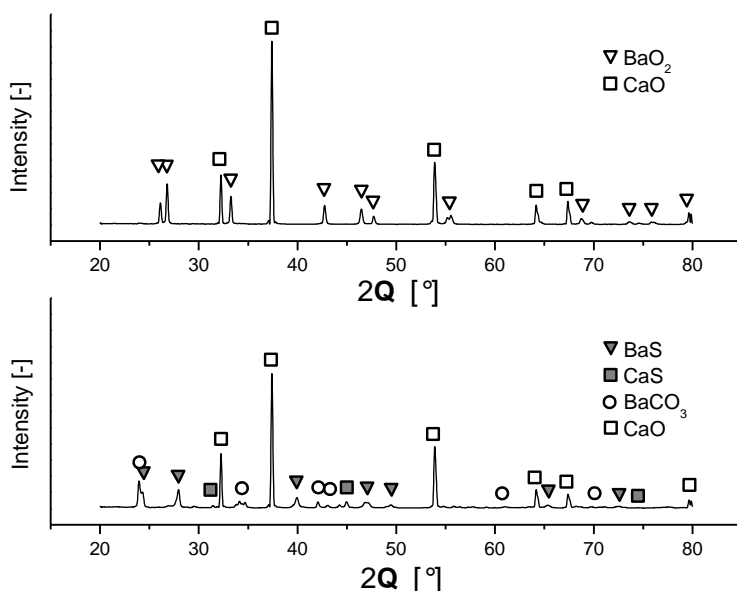 Intensity [-]
BaO2
CaO
20 30 40 50 60 70 80
2Q [°]
Intensity [-]
BaS
CaS
BaCO3
CaO
20 30 40 50 60 70 80
2Q [°]